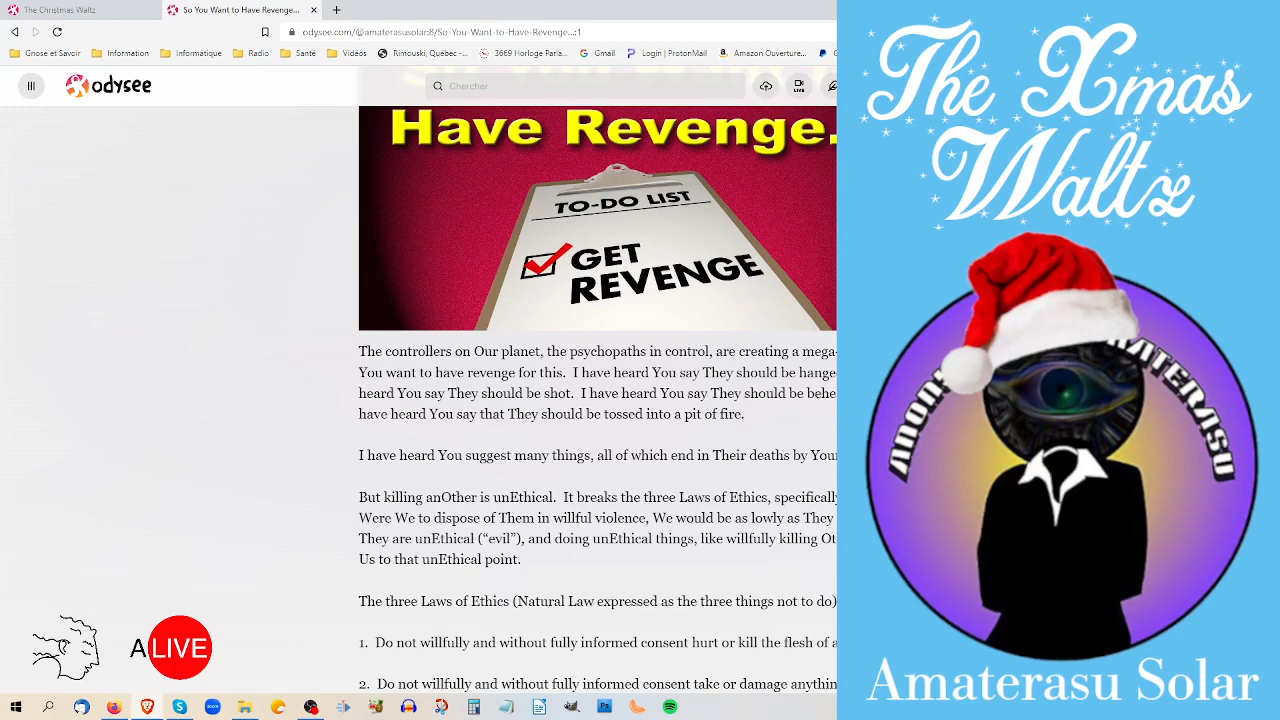 The Christmas Waltz
So You Want to Have Revenge...
odysee.com/@amaterasusolar:8/So-You-Want-to-Have-Revenge...:1
Gnose et Savoir
Information
Informatique
Radio
Santé
Vidéos
Rimouski, Québec -...
3669 Horloge Parla...
Gmail
Login | ProtonMail
Amazon Ouverture...
odysee
Chercher
LIVE
Have Revenge.
TO-DO LIST
GET
REVENGE
The controllers on Our planet, the psychopaths in control, are creating a mega-
You want to have revenge for this. I have heard You say They should be hange
heard You say They should be shot. I have heard You say They should be behe
have heard You say that They should be tossed into a pit of fire.
I have heard You suggest many things, all of which end in Their deaths by Your
But killing anOther is unEthical. It breaks the three Laws of Ethics, specifically
Were We to dispose of Them in willful violence, We would be as lowly as They
They are unEthical (“evil”), and doing unEthical things, like willfully killing Ot
Us to that unEthical point.
The three Laws of Ethics (Natural Law expressed as the three things not to do)
1. Do not willfully and without fully informed consent hurt or kill the flesh of a
2. Do not willfully and without fully informed consent take or damage anythin
A LIVE
The Xmas
Waltz
Amaterasu Solar